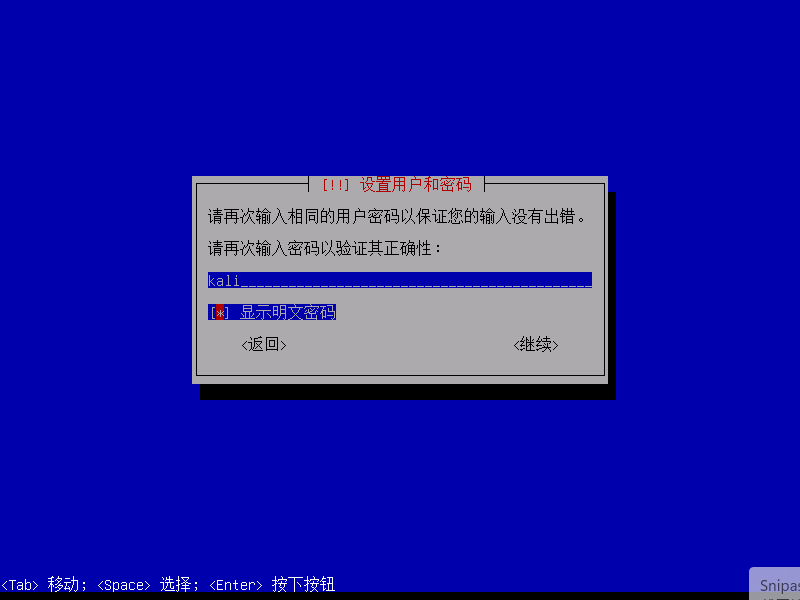 [!!] 设置用户和密码
请再次输入相同的用户密码以保证您的输入没有出错。
请再次输入密码以验证其正确性：
kali
[*] 显示明文密码
<返回> <继续>
<Tab> 移动；<Space> 选择；<Enter> 按下按钮